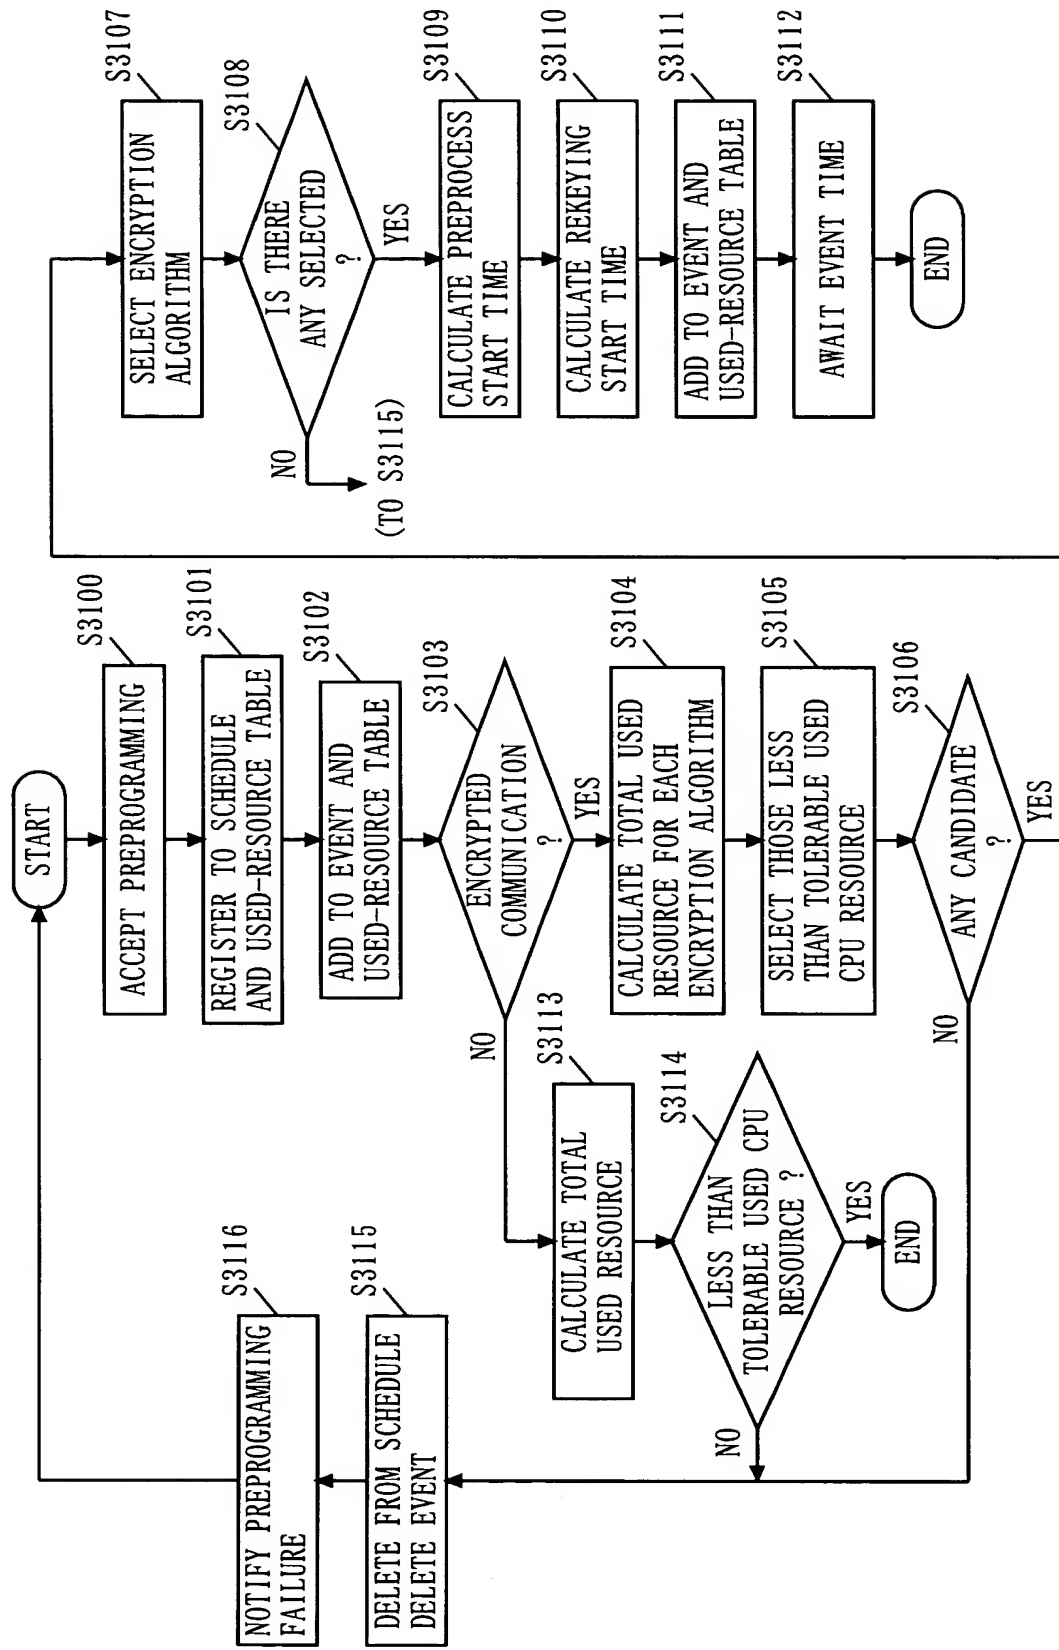 START
ACCEPT PREPROGRAMMING
S3100
REGISTER TO SCHEDULE
AND USED-RESOURCE TABLE
S3101
ADD TO EVENT AND
USED-RESOURCE TABLE
S3102
ENCRYPTED
COMMUNICATION
?
S3103
NO
YES
CALCULATE TOTAL USED
RESOURCE FOR EACH
ENCRYPTION ALGORITHM
S3104
SELECT THOSE LESS
THAN TOLERABLE USED
CPU RESOURCE
S3105
ANY CANDIDATE
?
S3106
NO
YES
CALCULATE TOTAL
USED RESOURCE
S3113
LESS THAN
TOLERABLE USED CPU
RESOURCE ?
S3114
NO
YES
END
DELETE FROM SCHEDULE
DELETE EVENT
S3115
NOTIFY PREPROGRAMMING
FAILURE
S3116
SELECT ENCRYPTION
ALGORITHM
S3107
IS THERE
ANY SELECTED
?
S3108
NO
(TO S3115)
YES
CALCULATE PREPROCESS
START TIME
S3109
CALCULATE REKEYING
START TIME
S3110
ADD TO EVENT AND
USED-RESOURCE TABLE
S3111
AWAIT EVENT TIME
S3112
END